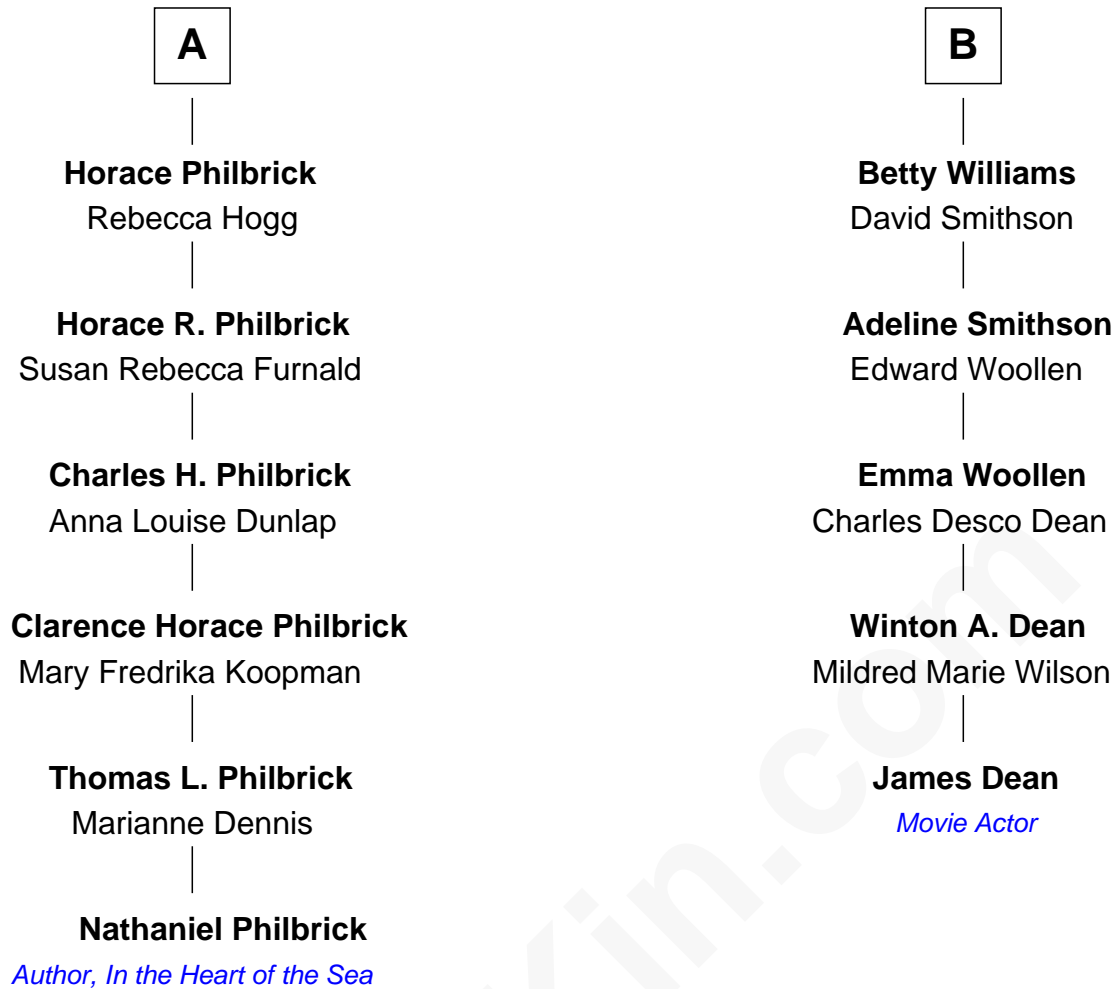 A
Horace Philbrick
Rebecca Hogg
Horace R. Philbrick
Susan Rebecca Furnald
Charles H. Philbrick
Anna Louise Dunlap
Clarence Horace Philbrick
Mary Fredrika Koopman
Thomas L. Philbrick
Marianne Dennis
Nathaniel Philbrick
Author, In the Heart of the Sea
B
Betty Williams
David Smithson
Adeline Smithson
Edward Woollen
Emma Woollen
Charles Desco Dean
Winton A. Dean
Mildred Marie Wilson
James Dean
Movie Actor